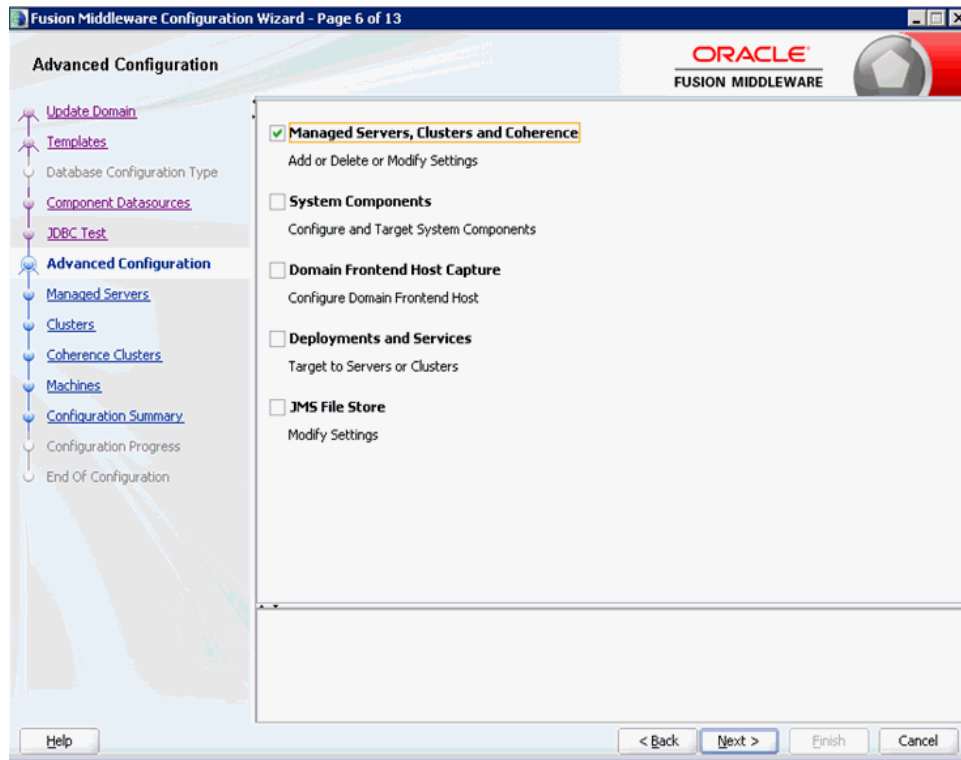 Fusion Middleware Configuration Wizard - Page 6 of 13
Advanced Configuration
ORACLE
FUSION MIDDLEWARE
Update Domain
Templates
Database Configuration Type
Component Datasources
JDBC Test
Advanced Configuration
Managed Servers
Clusters
Coherence Clusters
Machines
Configuration Summary
Configuration Progress
End Of Configuration
Managed Servers, Clusters and Coherence
Add or Delete or Modify Settings
System Components
Configure and Target System Components
Domain Frontend Host Capture
Configure Domain Frontend Host
Deployments and Services
Target to Servers or Clusters
JMS File Store
Modify Settings
Help
< Back
Next >
Finish
Cancel